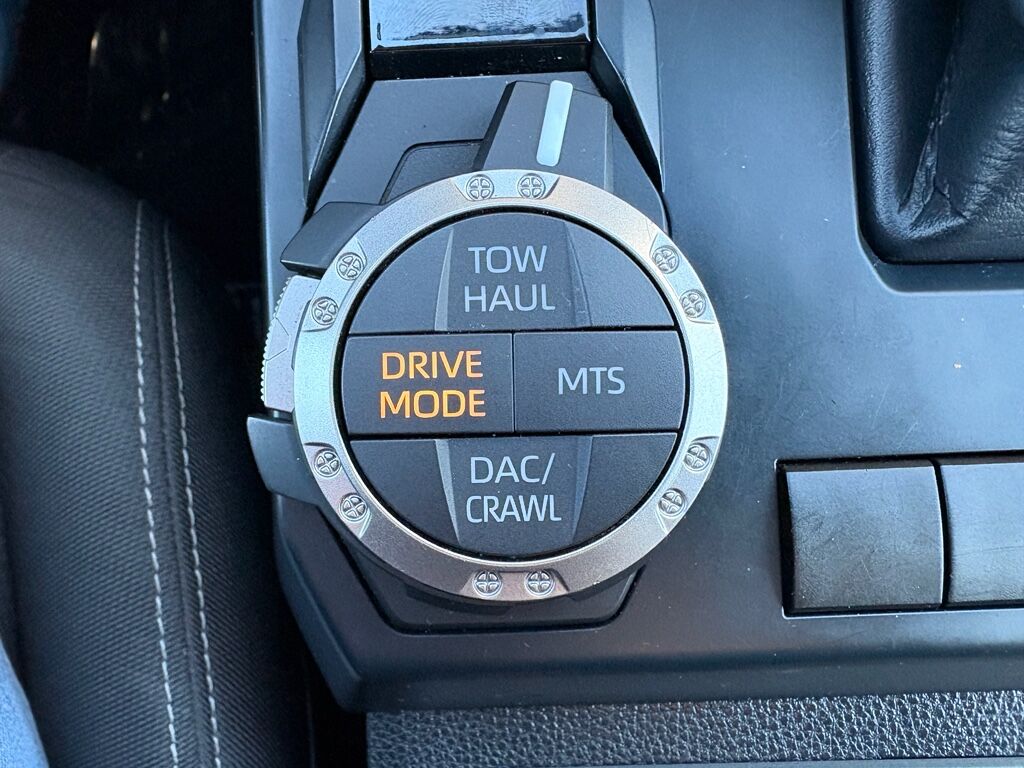 TOW
HAUL
DRIVE
MODE
MTS
DAC/
CRAWL